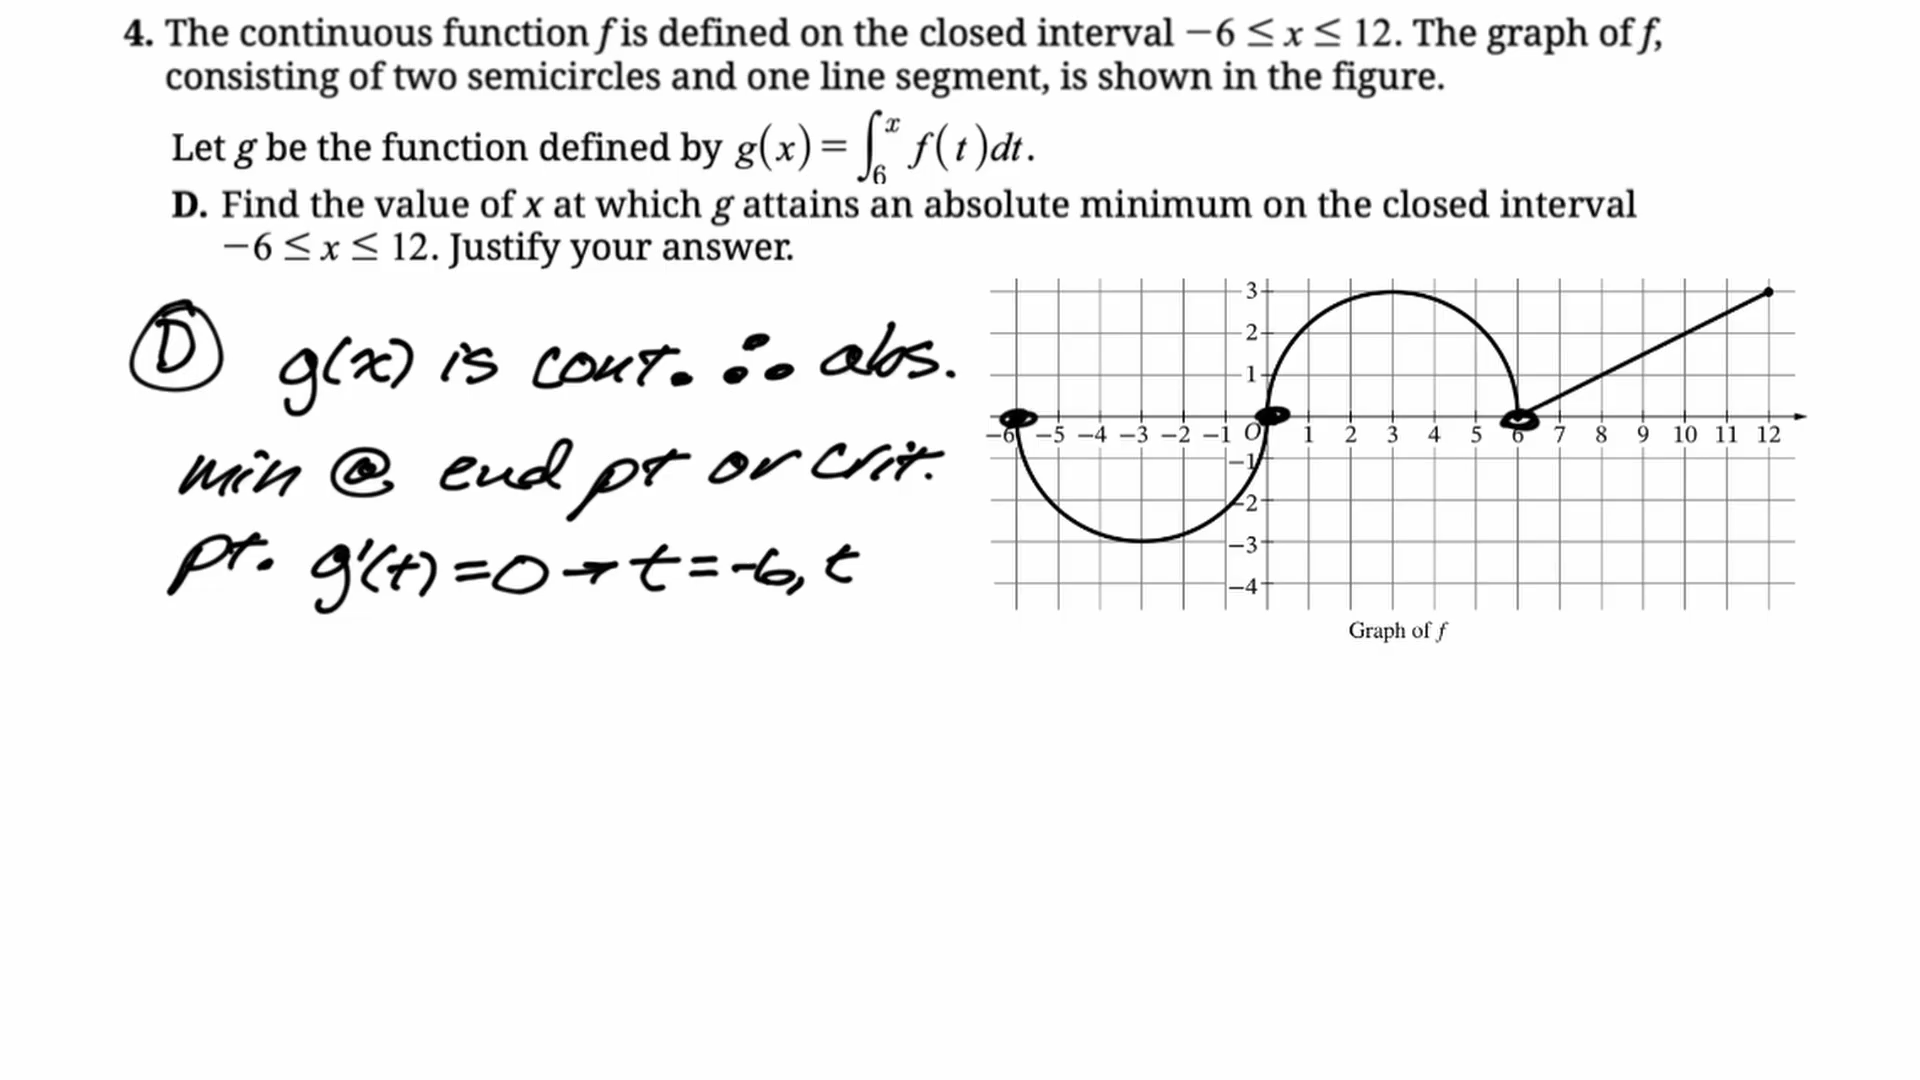 4. The continuous function f is defined on the closed interval −6 ≤ x ≤ 12. The graph of f,
consisting of two semicircles and one line segment, is shown in the figure.
Let g be the function defined by g(x) = ∫₆ˣ f(t)dt.
D. Find the value of x at which g attains an absolute minimum on the closed interval
−6 ≤ x ≤ 12. Justify your answer.
D g(x) is cont. ∴ abs.
min @ end pt or crit.
pt. g'(t) = 0 → t = -6, t
3
2
1
−6 −5 −4 −3 −2 −1 O 1 2 3 4 5 6 7 8 9 10 11 12
−1
−2
−3
−4
Graph of f